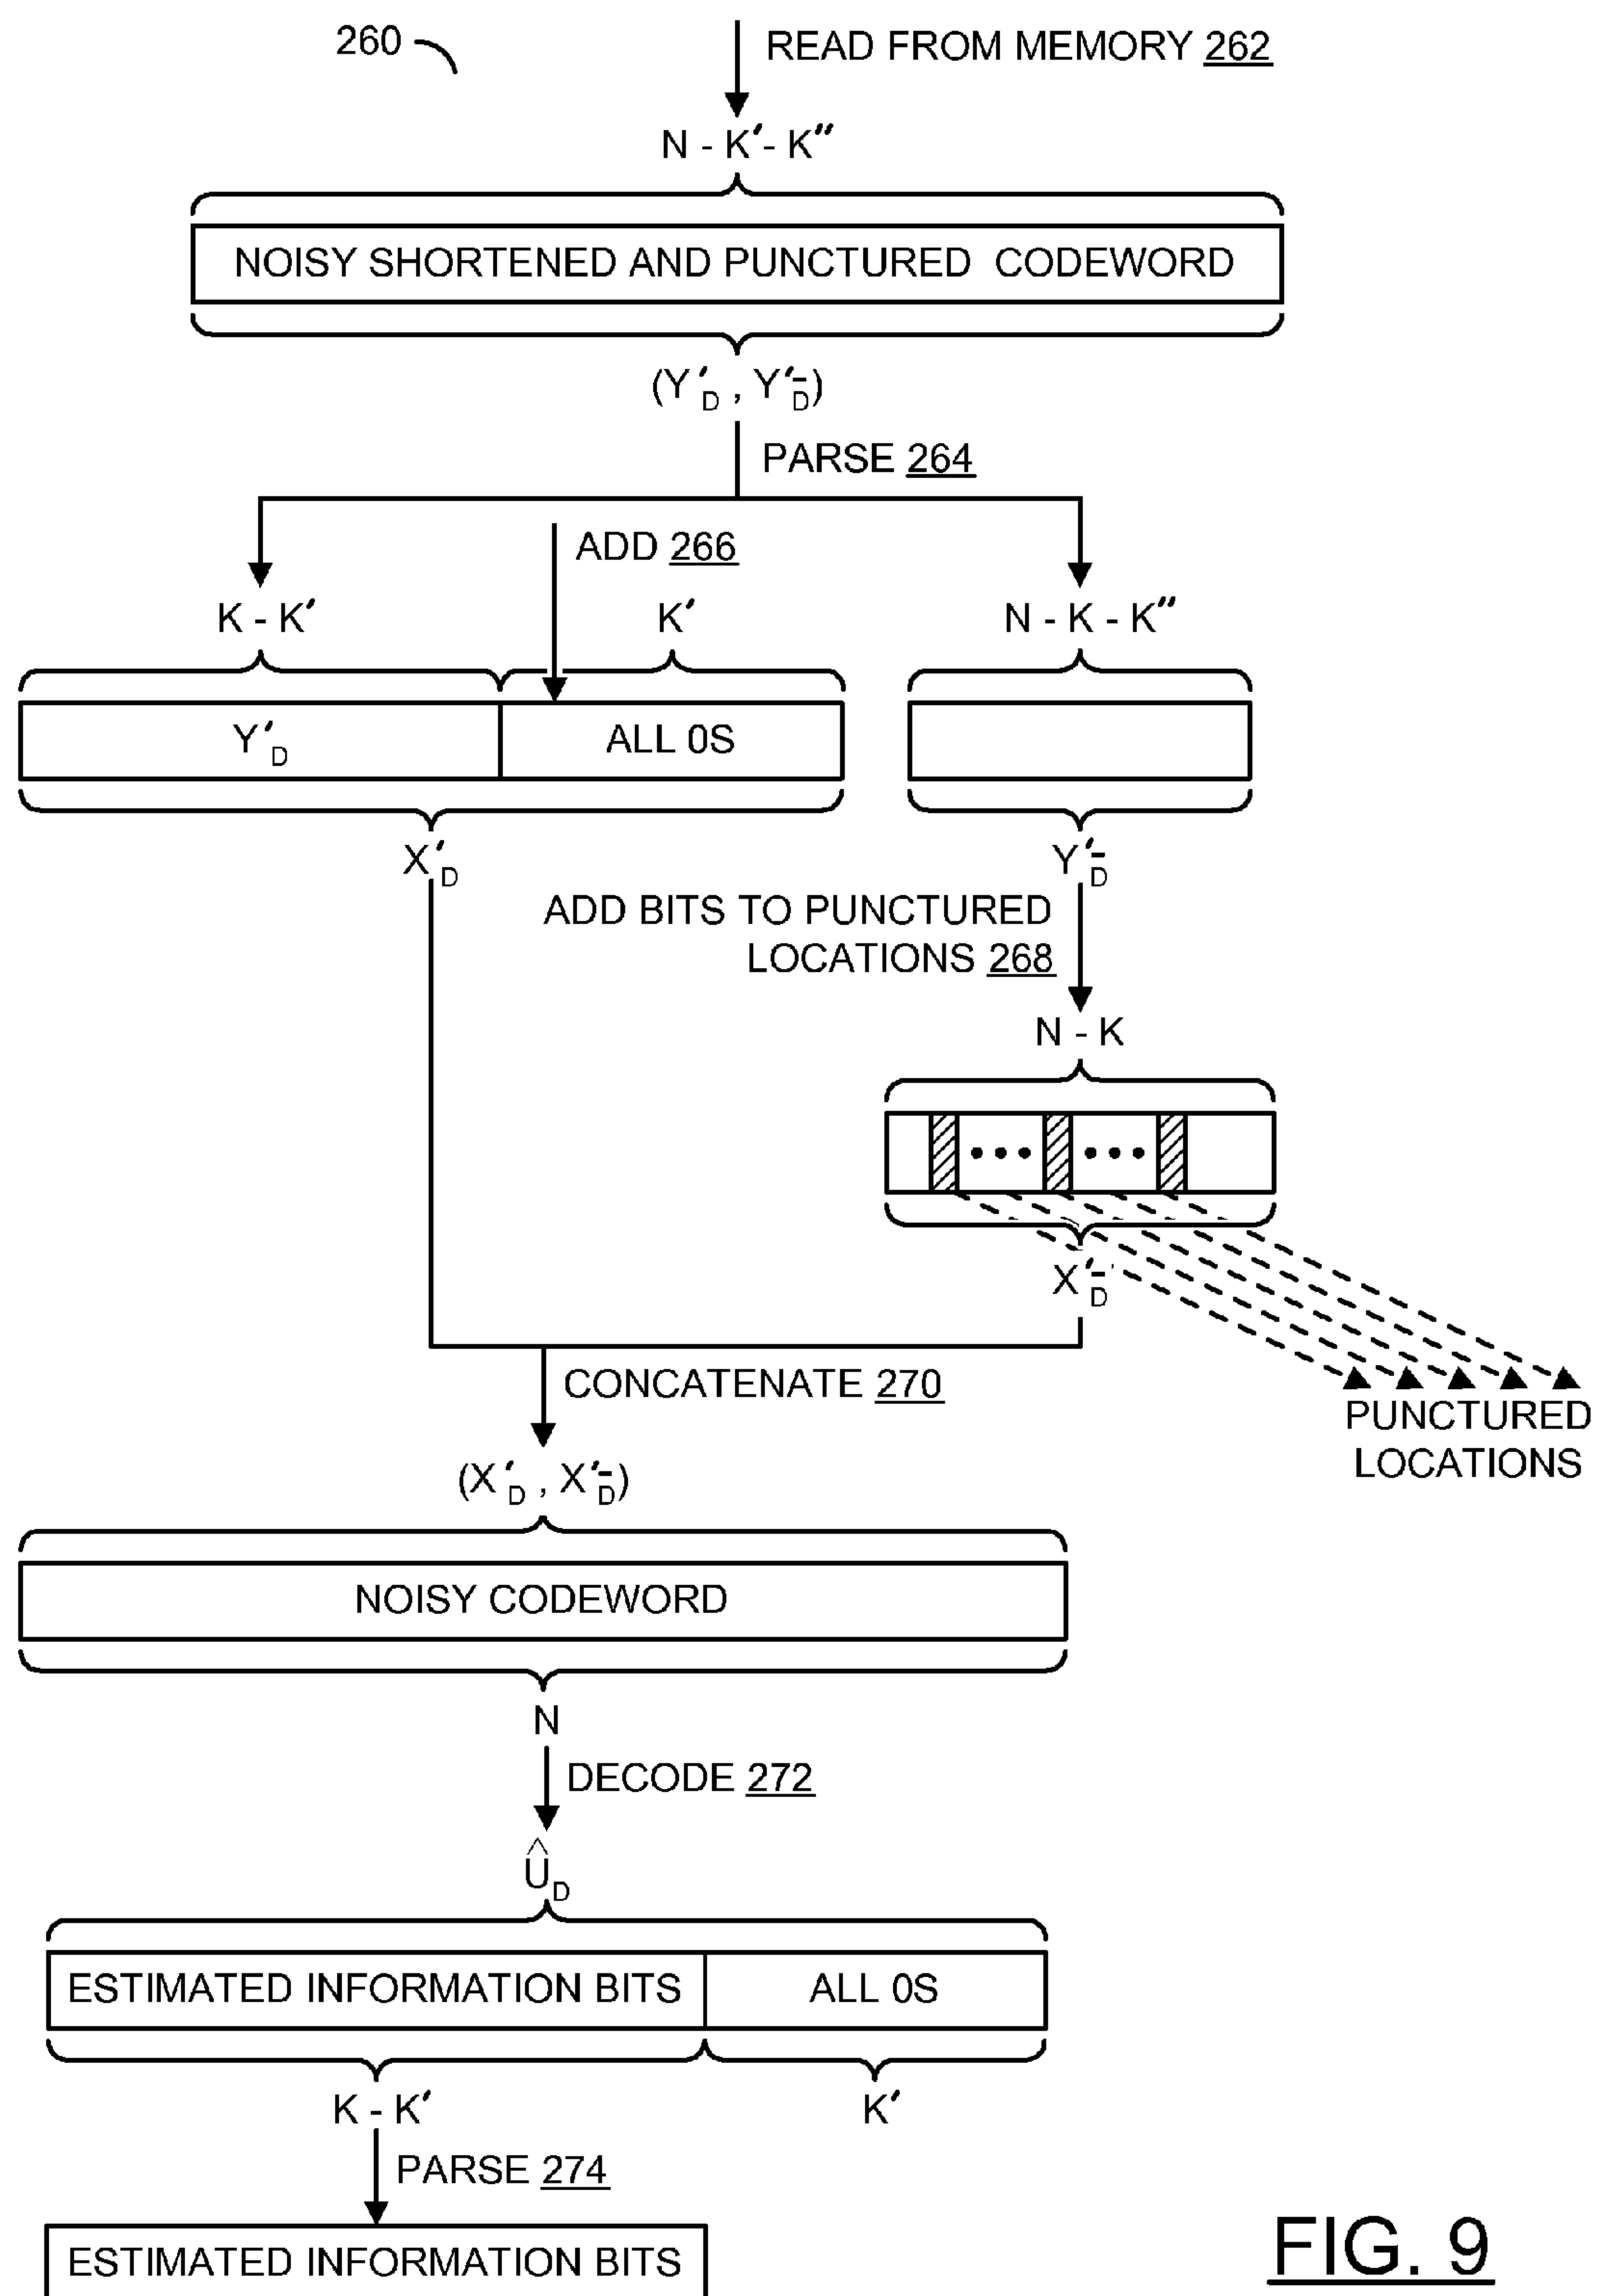 260
READ FROM MEMORY 262
N - K′ - K″
NOISY SHORTENED AND PUNCTURED CODEWORD
(Y′D , Y′D̄)
PARSE 264
ADD 266
K - K′
K′
N - K - K″
Y′D
ALL 0S
X′D
Y′D̄
ADD BITS TO PUNCTURED
LOCATIONS 268
N - K
X′D̄
CONCATENATE 270
PUNCTURED
LOCATIONS
(X′D , X′D̄)
NOISY CODEWORD
N
DECODE 272
ÛD
ESTIMATED INFORMATION BITS
ALL 0S
K - K′
K′
PARSE 274
ESTIMATED INFORMATION BITS
FIG. 9